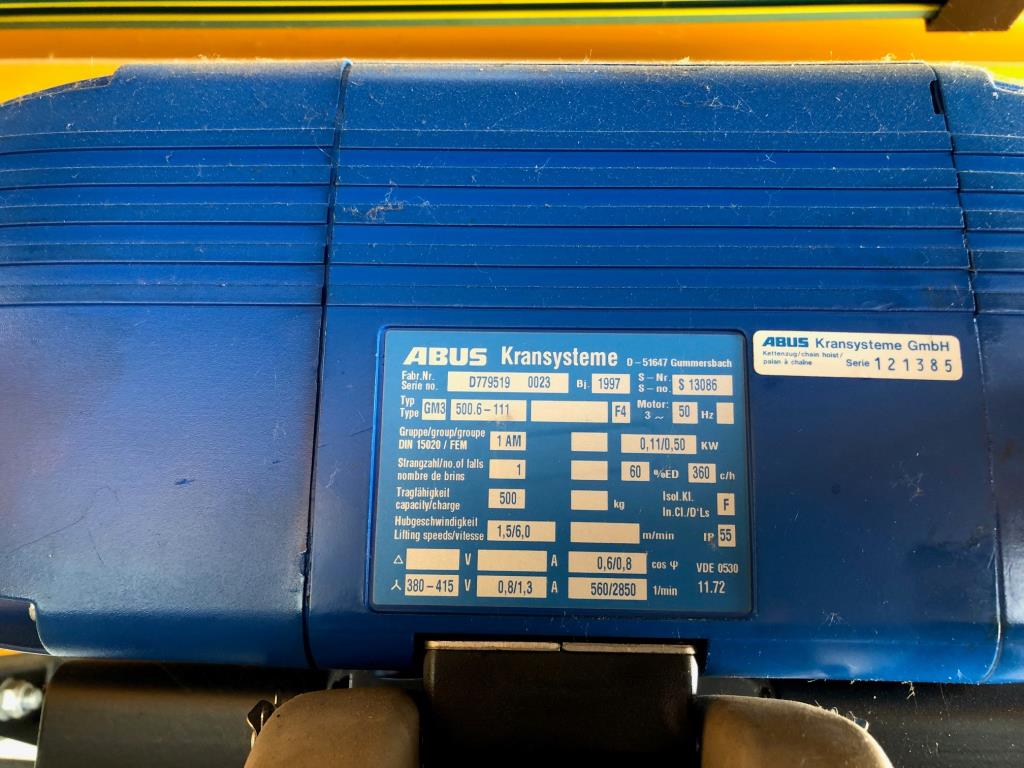 ABUS Kransysteme D-51647 Gummersbach
Fabr.Nr. Serie no. D779519 0023 Bj. 1997 S-Nr. S-no. S 13086
Typ Type GM3 500.6-111 F4 Motor: 3 ~ 50 Hz
Gruppe/group/groupe DIN 15020 / FEM 1 AM 0,11/0,50 KW
Strangzahl/no.of falls nombre de brins 1 60 %ED 360 c/h
Tragfähigkeit capacity/charge 500 kg Isol.Kl. In.Cl./D'Ls F
Hubgeschwindigkeit Lifting speeds/vitesse 1,5/6,0 m/min IP 55
△ V A 0,6/0,8 cos φ VDE 0530
⅄ 380-415 V 0,8/1,3 A 560/2850 1/min 11.72
ABUS Kransysteme GmbH
Kettenzug/chain hoist/
palan à chaîne Serie 121385